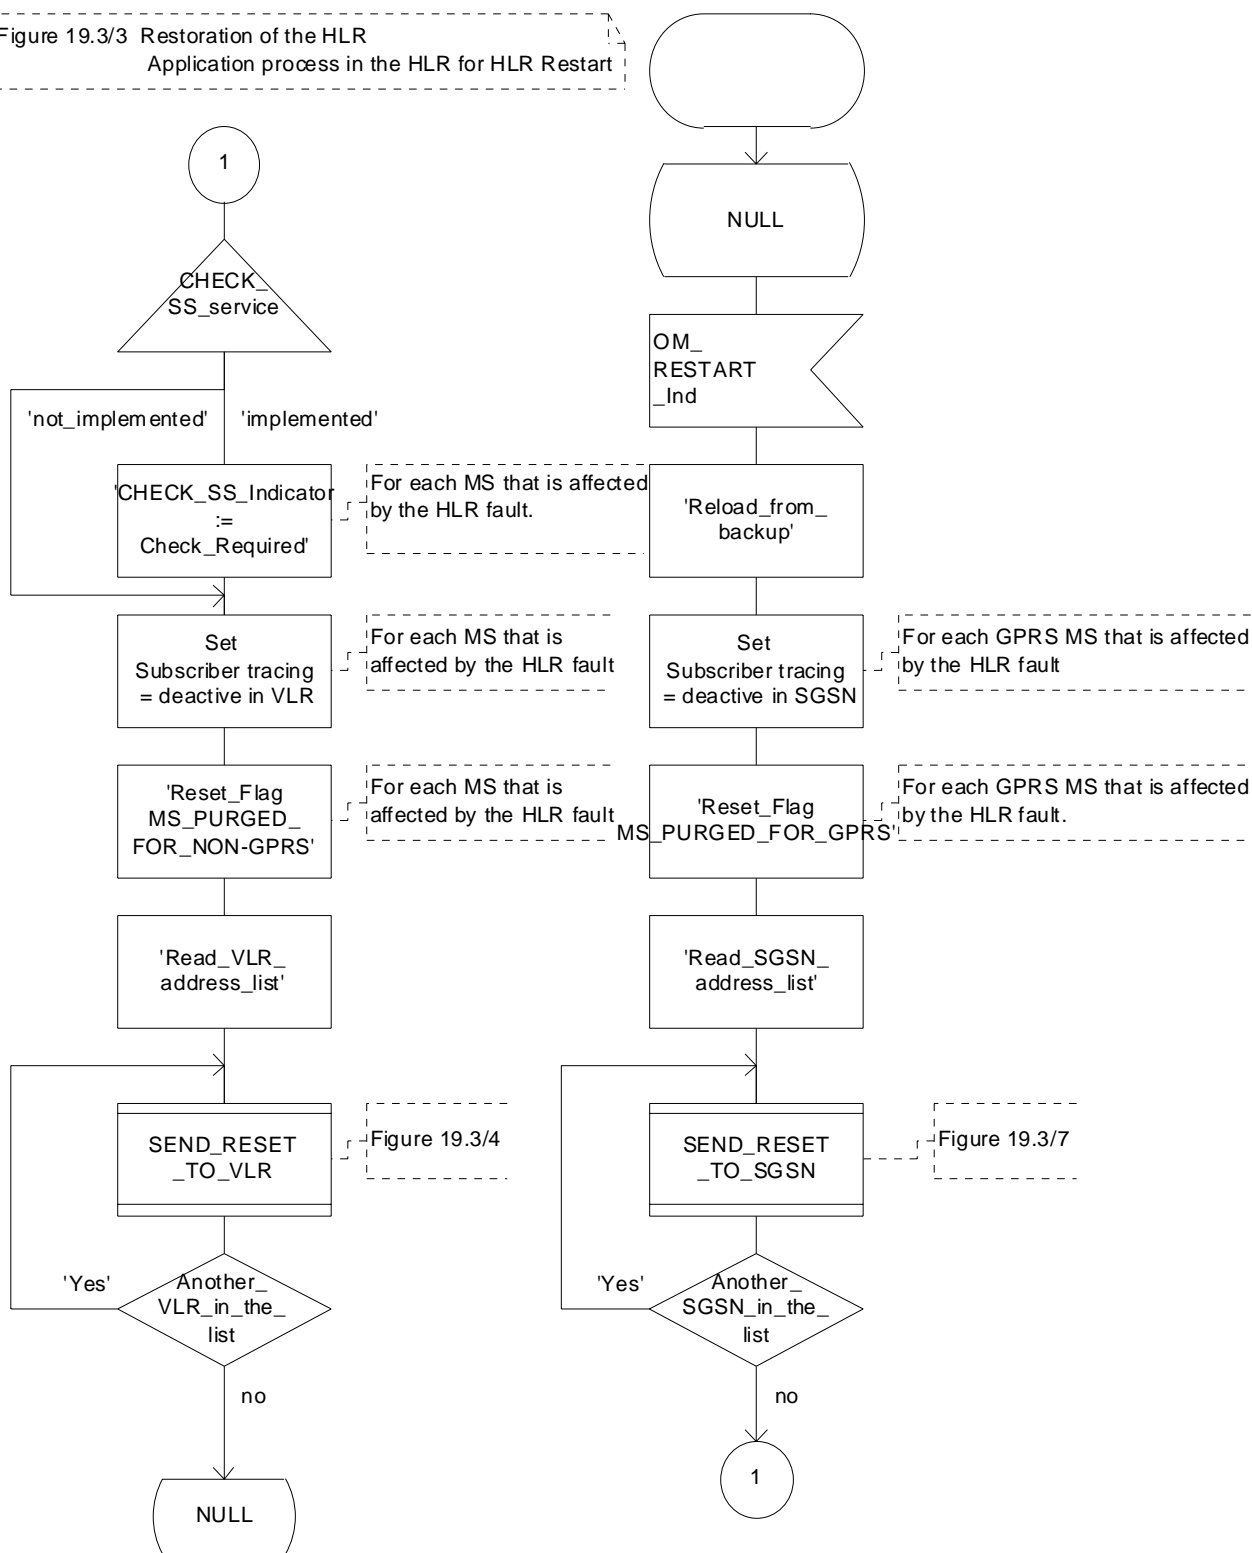 Figure 19.3/3 Restoration of the HLR
Application process in the HLR for HLR Restart
1
CHECK_
SS_service
'not_implemented'
'implemented'
'CHECK_SS_Indicator
:=
Check_Required'
For each MS that is affected
by the HLR fault.
Set
Subscriber tracing
= deactive in VLR
For each MS that is
affected by the HLR fault
'Reset_Flag
MS_PURGED_
FOR_NON-GPRS'
For each MS that is
affected by the HLR fault
'Read_VLR_
address_list'
SEND_RESET
_TO_VLR
Figure 19.3/4
'Yes'
Another_
VLR_in_the_
list
no
NULL
NULL
OM_
RESTART
_Ind
'Reload_from_
backup'
Set
Subscriber tracing
= deactive in SGSN
For each GPRS MS that is affected
by the HLR fault
'Reset_Flag
MS_PURGED_FOR_GPRS'
For each GPRS MS that is affected
by the HLR fault.
'Read_SGSN_
address_list'
SEND_RESET
_TO_SGSN
Figure 19.3/7
'Yes'
Another_
SGSN_in_the_
list
no
1